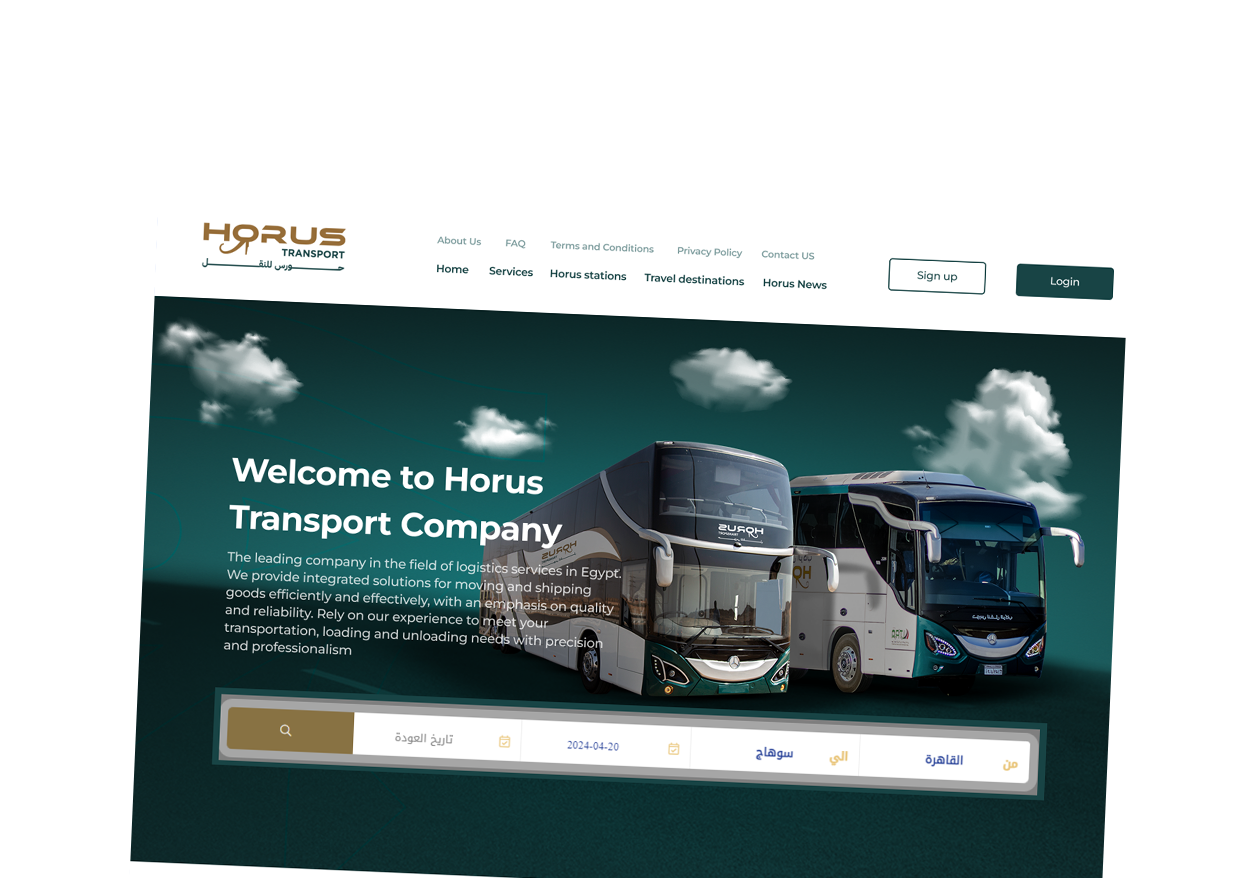 HORUS
TRANSPORT
حورس للنقل
About Us FAQ Terms and Conditions Privacy Policy Contact US
Home Services Horus stations Travel destinations Horus News
Sign up
Login
Welcome to Horus
Transport Company
The leading company in the field of logistics services in Egypt.
We provide integrated solutions for moving and shipping
goods efficiently and effectively, with an emphasis on quality
and reliability. Rely on our experience to meet your
transportation, loading and unloading needs with precision
and professionalism
HORUS
HORUS
من القاهرة الي سوهاج 2024-04-20 تاريخ العودة